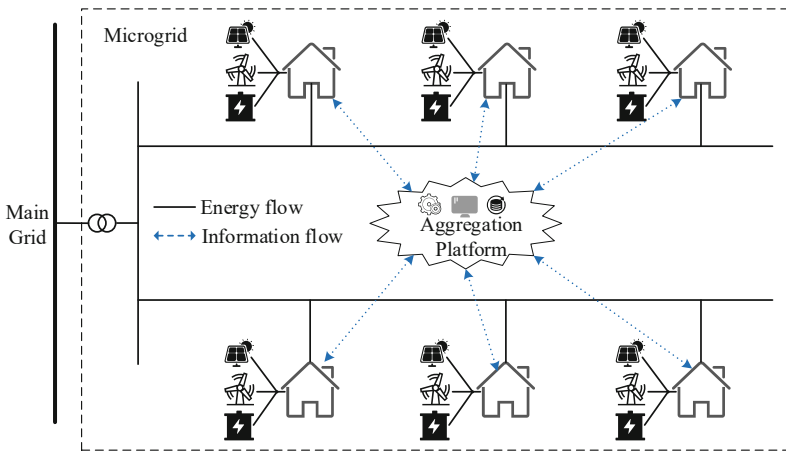 Microgrid
Main
Grid
Energy flow
Information flow
Aggregation
Platform